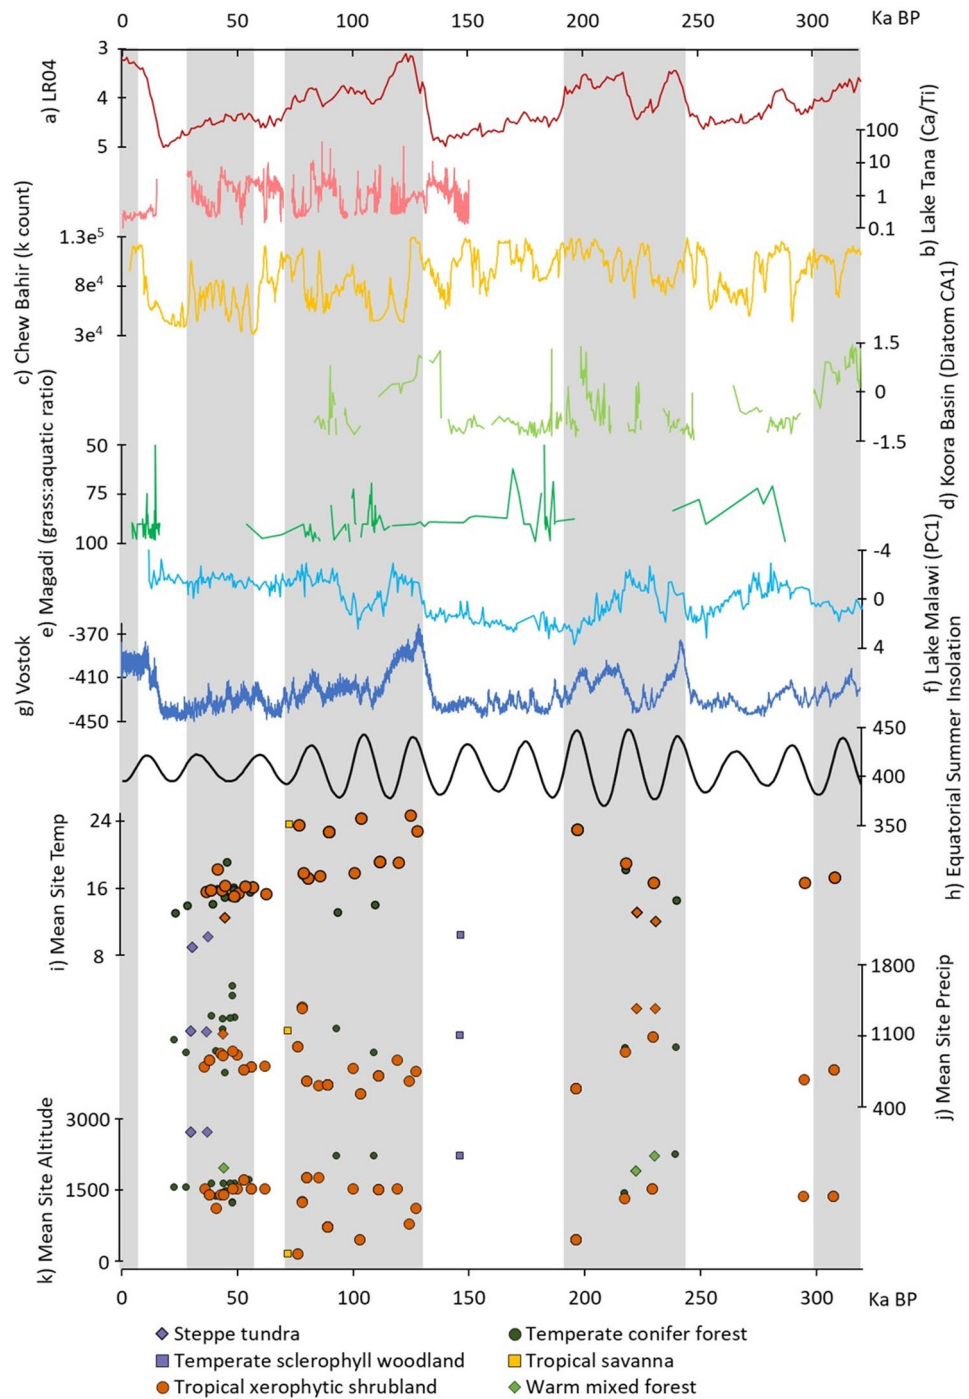 0 50 100 150 200 250 300 Ka BP
a) LR04
3
4
5
b) Lake Tana (Ca/Ti)
100
10
1
0.1
c) Chew Bahir (k count)
1.3e⁵
8e⁴
3e⁴
d) Koora Basin (Diatom CA1)
1.5
0
-1.5
e) Magadi (grass:aquatic ratio)
50
75
100
f) Lake Malawi (PC1)
-4
0
4
g) Vostok
-370
-410
-450
h) Equatorial Summer Insolation
450
400
350
i) Mean Site Temp
24
16
8
j) Mean Site Precip
1800
1100
400
k) Mean Site Altitude
3000
1500
0
0 50 100 150 200 250 300 Ka BP
Steppe tundra
Temperate conifer forest
Temperate sclerophyll woodland
Tropical savanna
Tropical xerophytic shrubland
Warm mixed forest